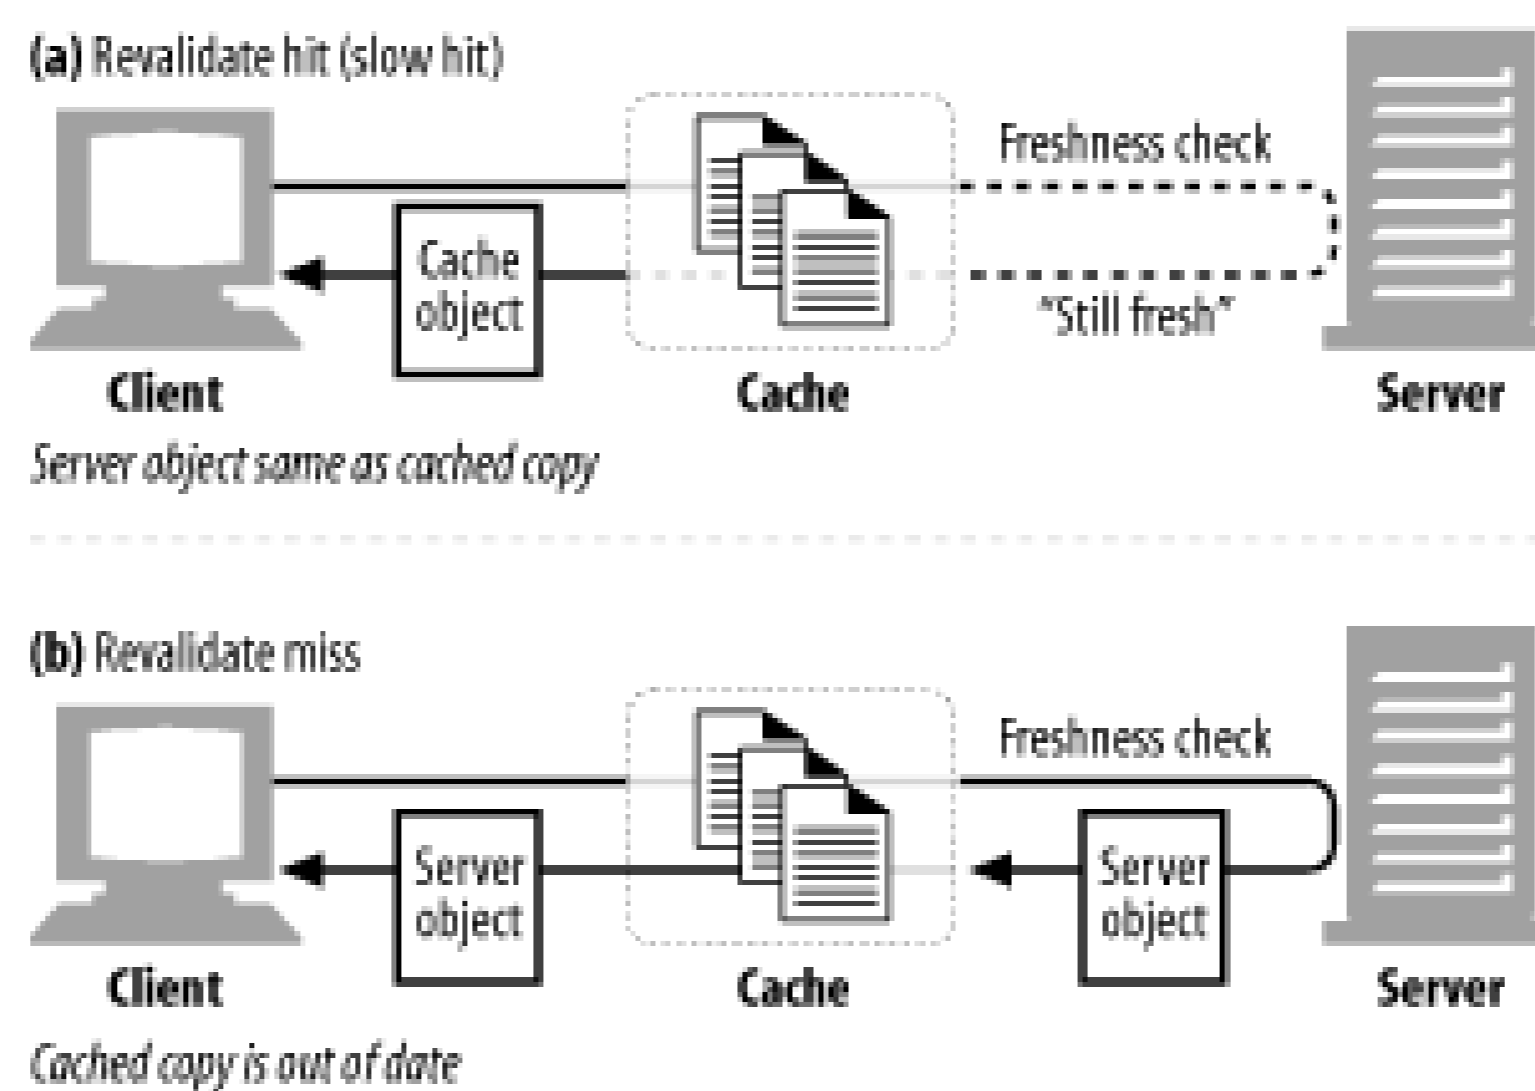 (a) Revalidate hit (slow hit)
Freshness check
Cache
object
“Still fresh”
Client
Cache
Server
Server object same as cached copy
(b) Revalidate miss
Freshness check
Server
object
Server
object
Client
Cache
Server
Cached copy is out of date